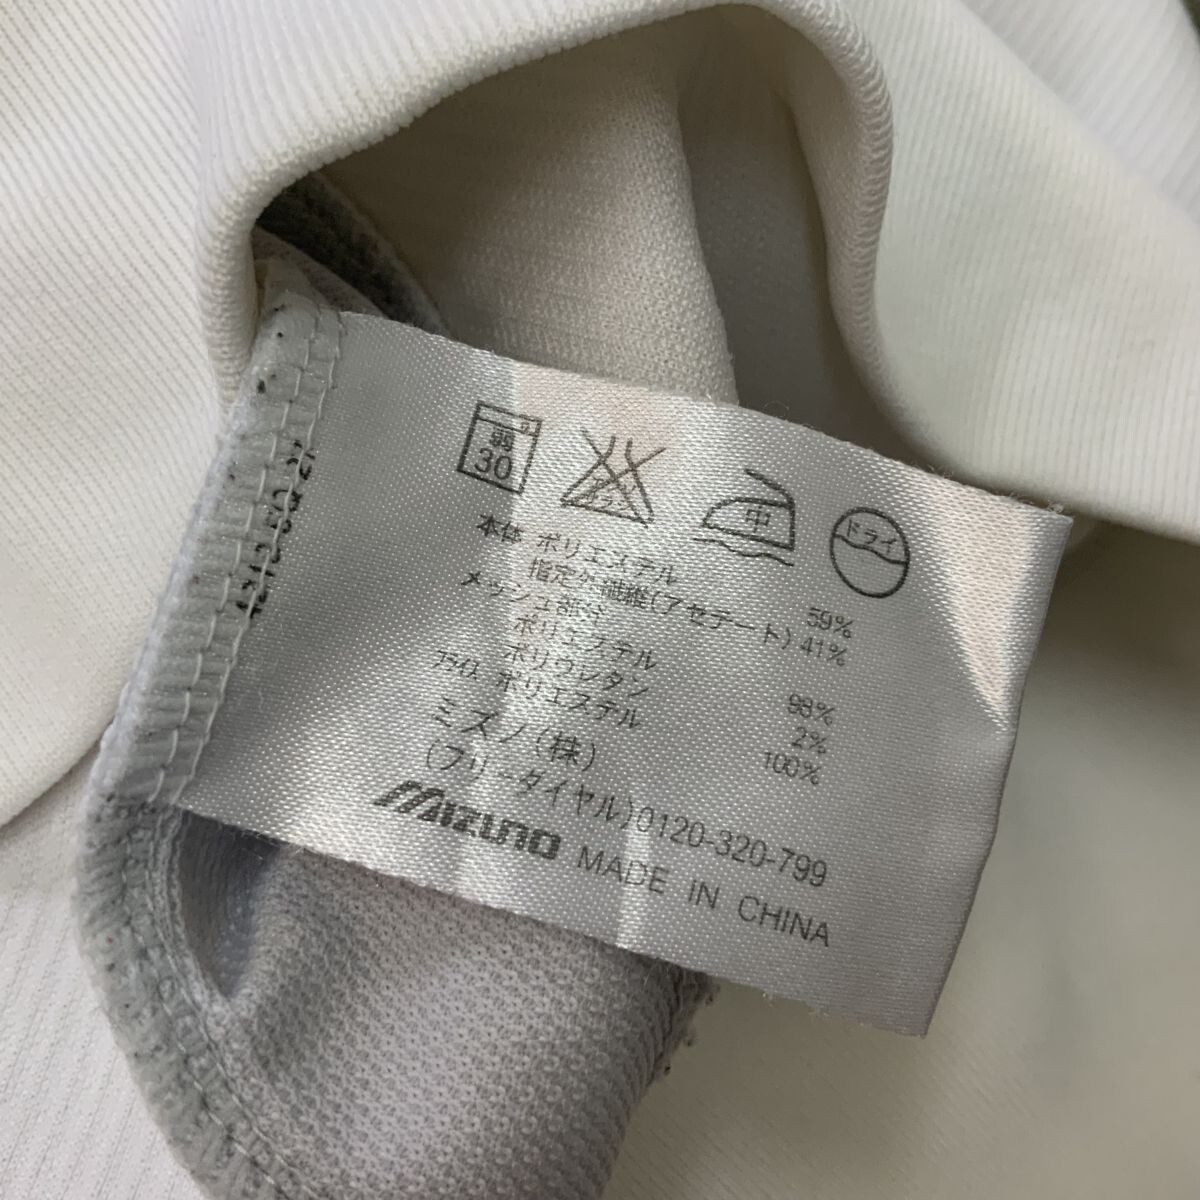 弱
30
中
ドライ
本体 ポリエステル 59%
指定外繊維(アセテート) 41%
メッシュ部分
ポリエステル 98%
ポリウレタン 2%
フライス ポリエステル 100%
ミズノ(株)
(フリーダイヤル)0120-320-799
MIZUNO MADE IN CHINA